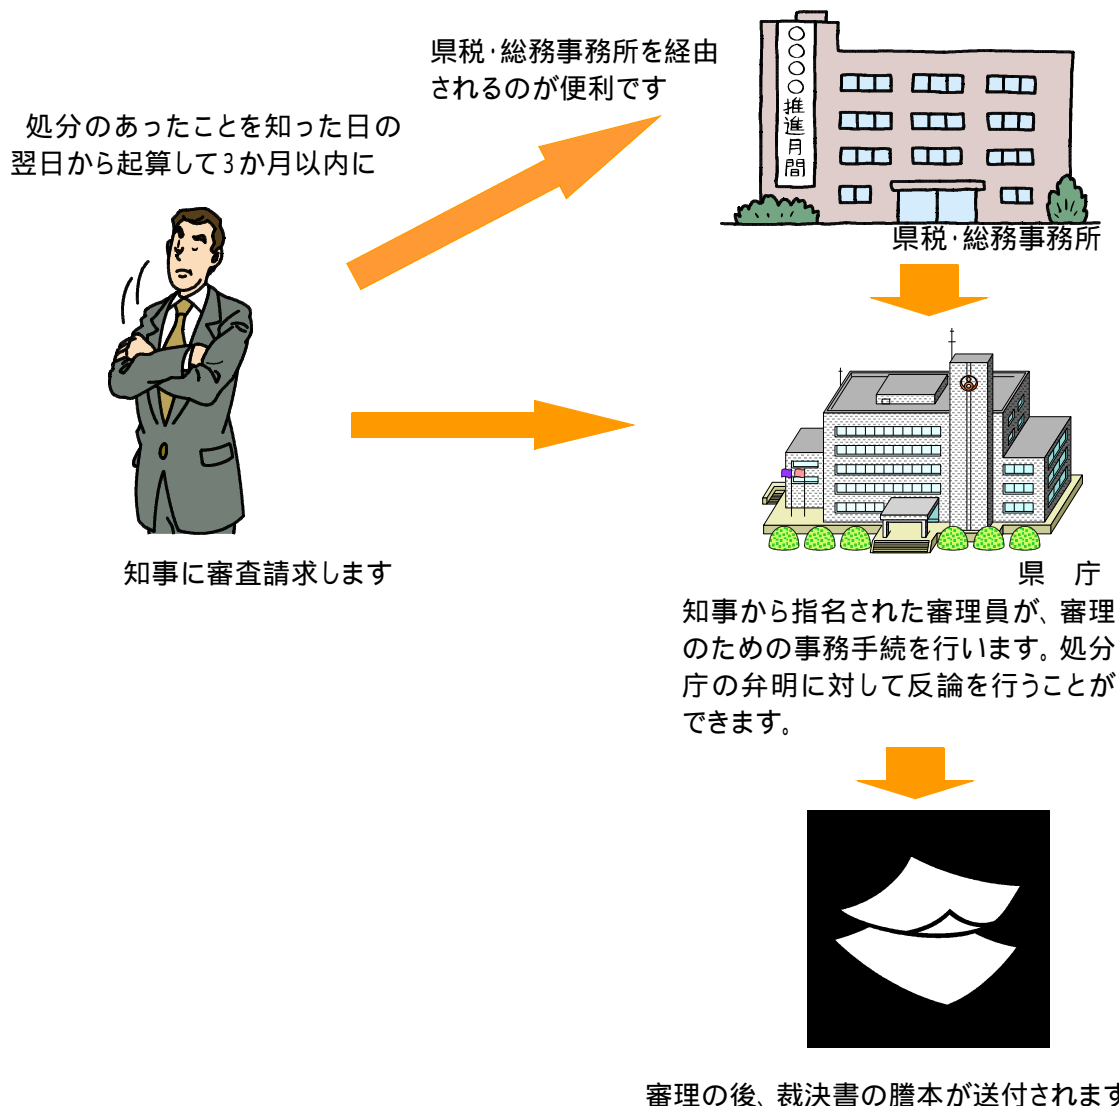 県税・総務事務所を経由
されるのが便利です
処分のあったことを知った日の
翌日から起算して3か月以内に
〇〇〇〇推進月間
県税・総務事務所
知事に審査請求します
県　庁
知事から指名された審理員が、審理
のための事務手続を行います。処分
庁の弁明に対して反論を行うことが
できます。
審理の後、裁決書の謄本が送付されます